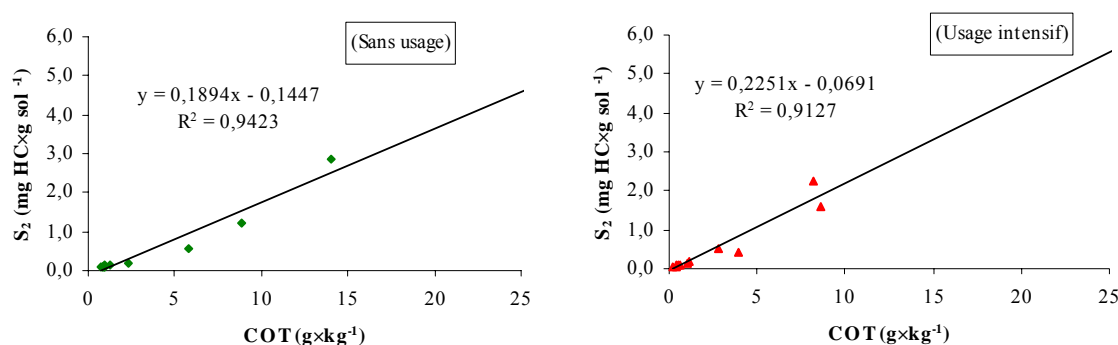 (Sans usage)
y = 0,1894x - 0,1447
R² = 0,9423
S₂ (mg HC×g sol ⁻¹)
6,0
5,0
4,0
3,0
2,0
1,0
0,0
0 5 10 15 20 25
COT (g×kg⁻¹)
(Usage intensif)
y = 0,2251x - 0,0691
R² = 0,9127
S₂ (mg HC×g sol ⁻¹)
6,0
5,0
4,0
3,0
2,0
1,0
0,0
0 5 10 15 20 25
COT (g×kg⁻¹)